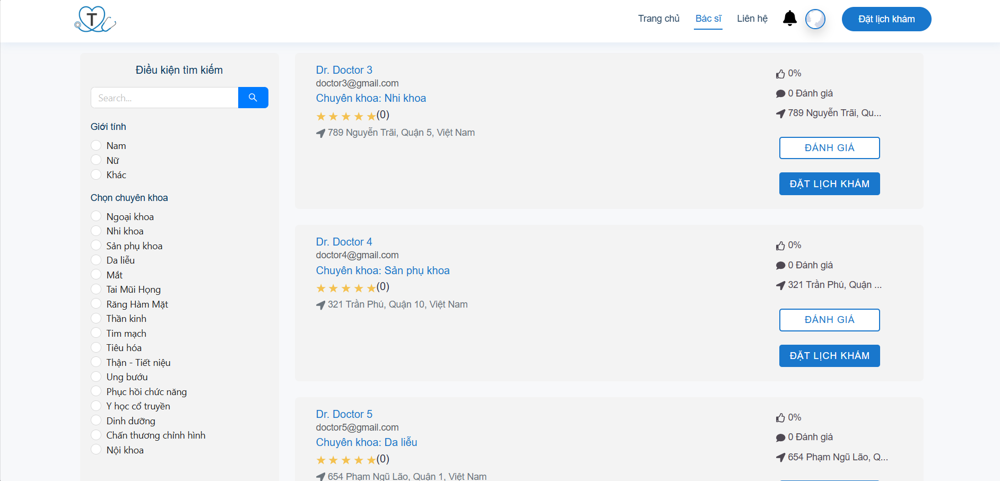 T
Trang chủ
Bác sĩ
Liên hệ
Đặt lịch khám
Điều kiện tìm kiếm
Search...
Giới tính
Nam
Nữ
Khác
Chọn chuyên khoa
Ngoại khoa
Nhi khoa
Sản phụ khoa
Da liễu
Mắt
Tai Mũi Họng
Răng Hàm Mặt
Thần kinh
Tim mạch
Tiêu hóa
Thận - Tiết niệu
Ung bướu
Phục hồi chức năng
Y học cổ truyền
Dinh dưỡng
Chấn thương chỉnh hình
Nội khoa
Dr. Doctor 3
doctor3@gmail.com
Chuyên khoa: Nhi khoa
(0)
789 Nguyễn Trãi, Quận 5, Việt Nam
0%
0 Đánh giá
789 Nguyễn Trãi, Qu...
ĐÁNH GIÁ
ĐẶT LỊCH KHÁM
Dr. Doctor 4
doctor4@gmail.com
Chuyên khoa: Sản phụ khoa
(0)
321 Trần Phú, Quận 10, Việt Nam
0%
0 Đánh giá
321 Trần Phú, Quận ...
ĐÁNH GIÁ
ĐẶT LỊCH KHÁM
Dr. Doctor 5
doctor5@gmail.com
Chuyên khoa: Da liễu
(0)
654 Phạm Ngũ Lão, Quận 1, Việt Nam
0%
0 Đánh giá
654 Phạm Ngũ Lão, Q...